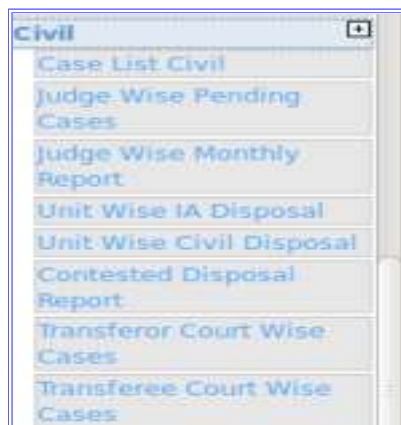 Civil
Case List Civil
Judge Wise Pending
Cases
Judge Wise Monthly
Report
Unit Wise IA Disposal
Unit Wise Civil Disposal
Contested Disposal
Report
Transferor Court Wise
Cases
Transferee Court Wise
Cases